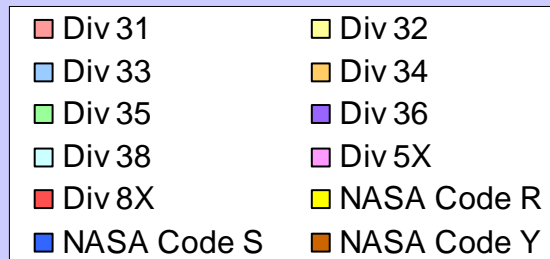 Div 31 Div 32
Div 33 Div 34
Div 35 Div 36
Div 38 Div 5X
Div 8X NASA Code R
NASA Code S NASA Code Y